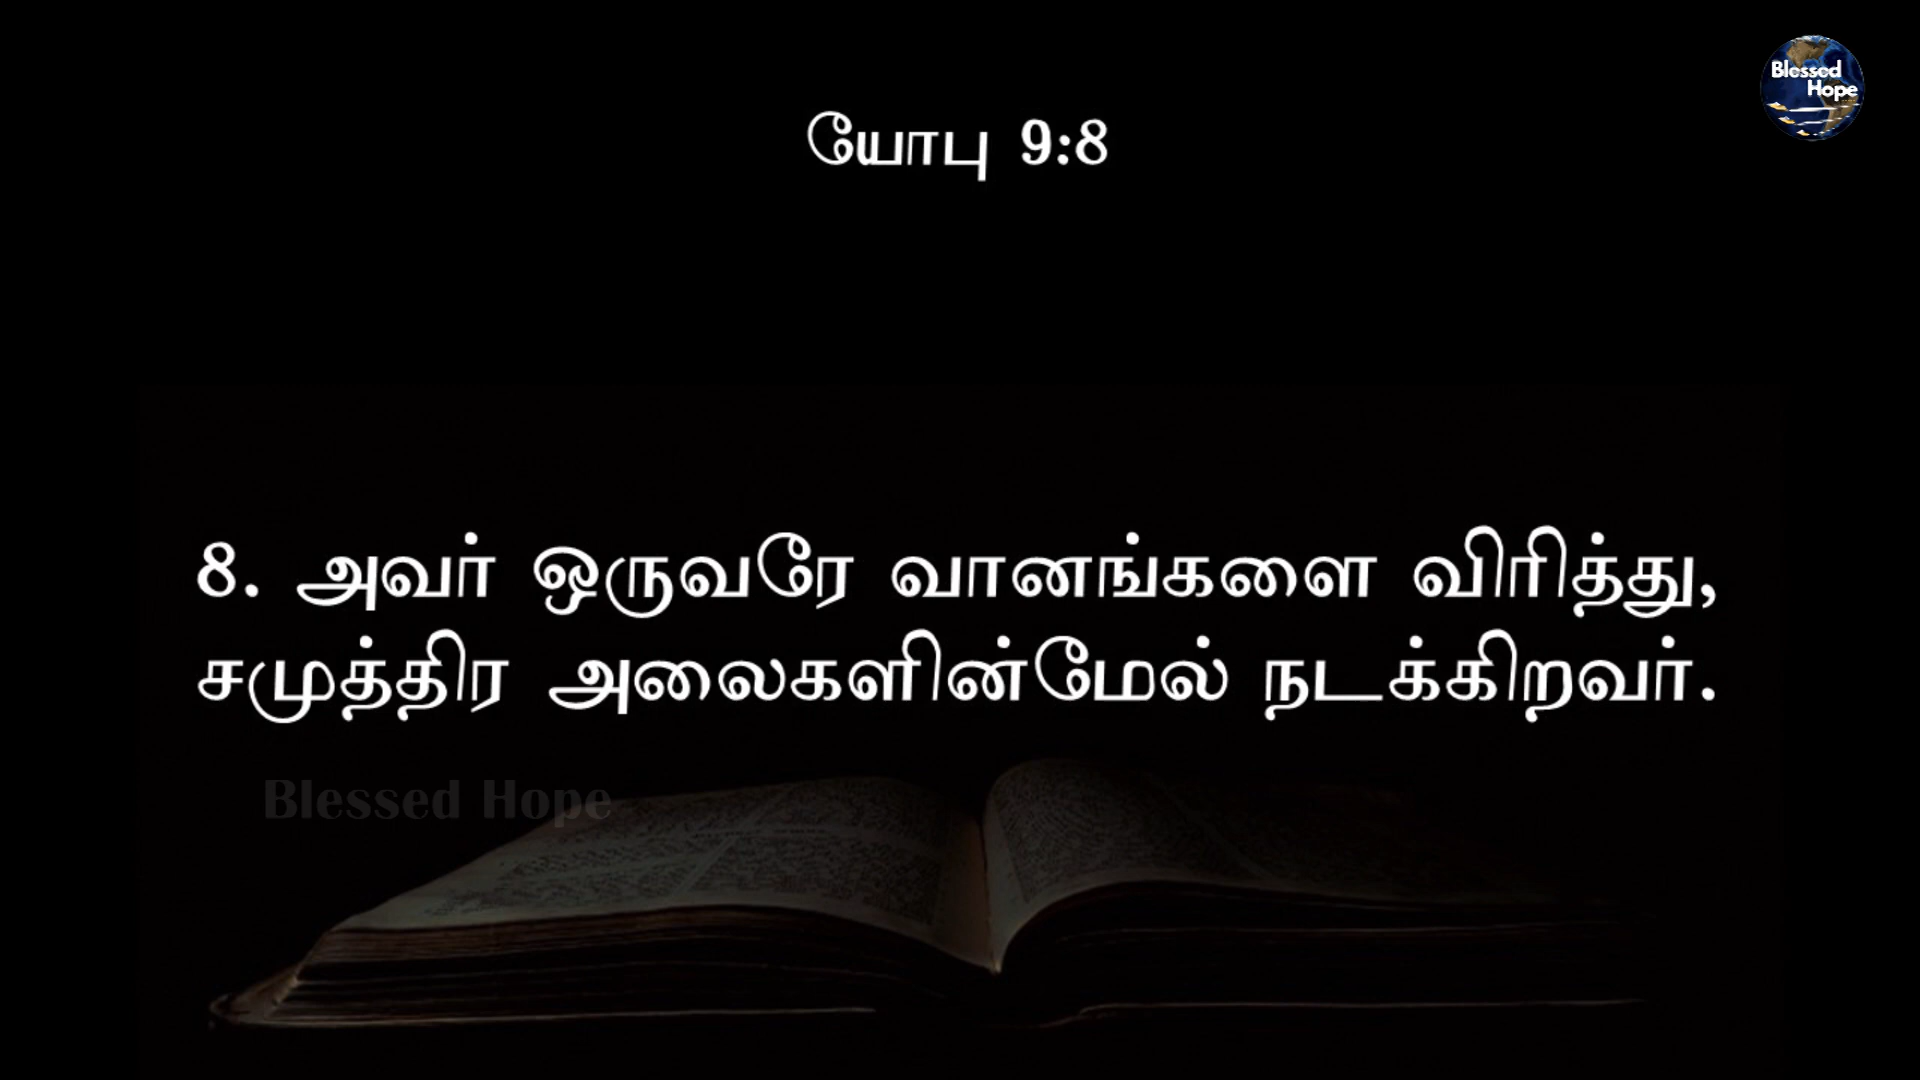 Blessed
Hope
யோபு 9:8
8. அவர் ஒருவரே வானங்களை விரித்து,
சமுத்திர அலைகளின்மேல் நடக்கிறவர்.
Blessed Hope